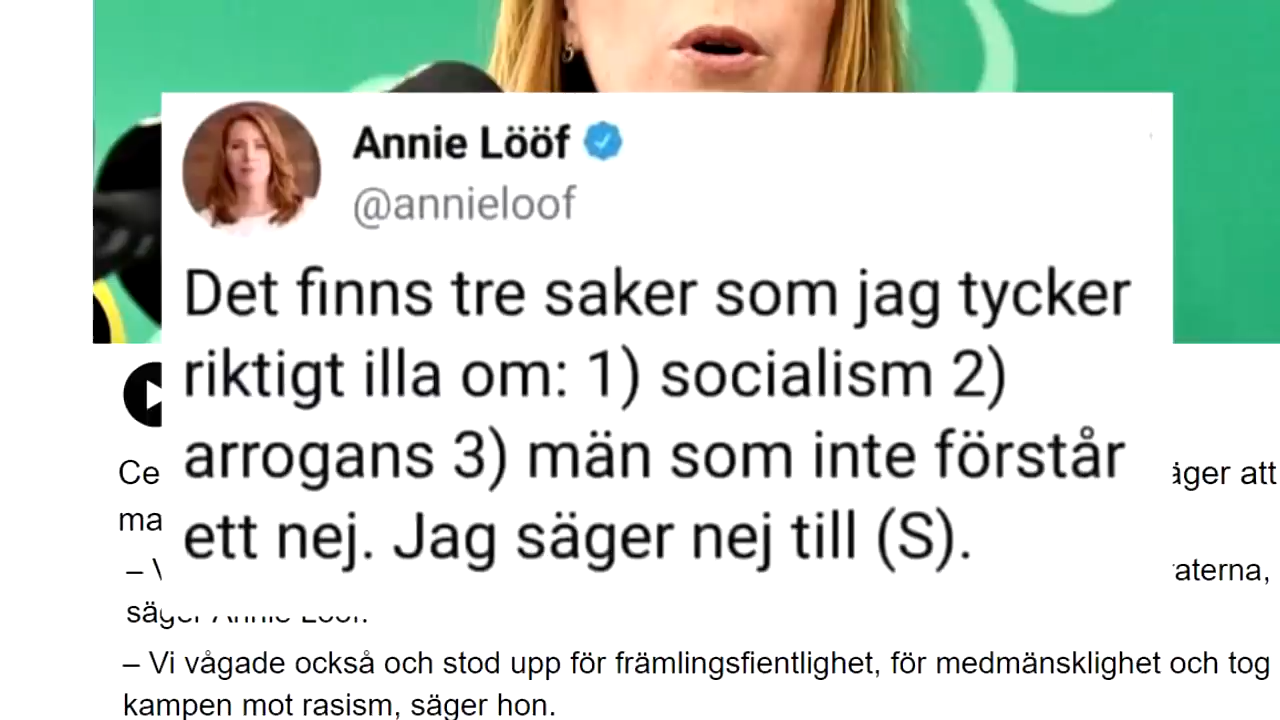 Annie Lööf
@annieloof
Det finns tre saker som jag tycker
riktigt illa om: 1) socialism 2)
arrogans 3) män som inte förstår
ett nej. Jag säger nej till (S).
att
säger Annie Lööf.
– Vi vågade också och stod upp för främlingsfientlighet, för medmänsklighet och tog
kampen mot rasism, säger hon.